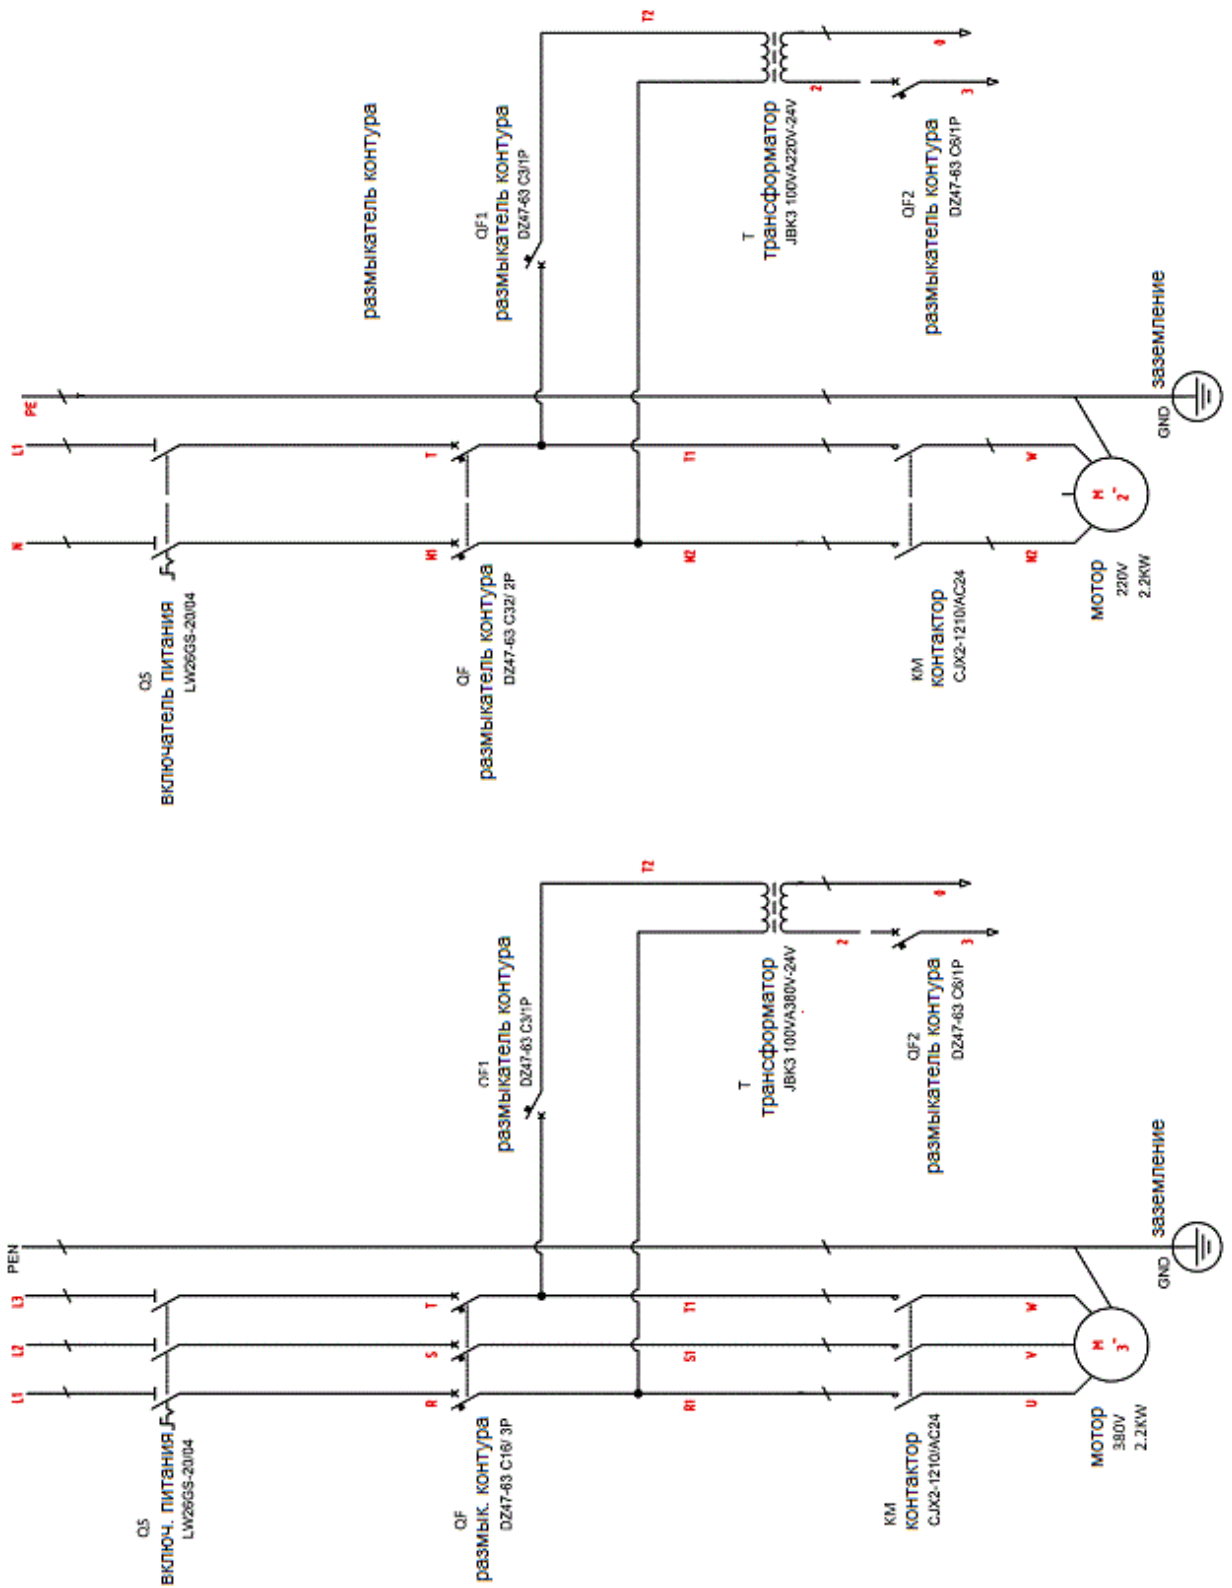 L1
L2
L3
PEN
QS
включ. питания
LW26GS-20/04
R
S
T
QF
размык. контура
DZ47-63 C16/ 3P
QF1
размыкатель контура
DZ47-63 C3/1P
R1
S1
T1
T2
T
трансформатор
JBK3 100VA380V-24V
2
0
3
QF2
размыкатель контура
DZ47-63 C6/1P
KM
контактор
CJX2-1210/AC24
U
V
W
M
3~
мотор
380V
2.2KW
GND
заземление
N
L1
PE
QS
включатель питания
LW26GS-20/04
N1
T
QF
размыкатель контура
DZ47-63 C32/ 2P
размыкатель контура
QF1
размыкатель контура
DZ47-63 C3/1P
N2
T1
T2
T
трансформатор
JBK3 100VA220V-24V
2
0
3
QF2
размыкатель контура
DZ47-63 C6/1P
KM
контактор
CJX2-1210/AC24
N2
W
M
2~
мотор
220V
2.2KW
GND
заземление